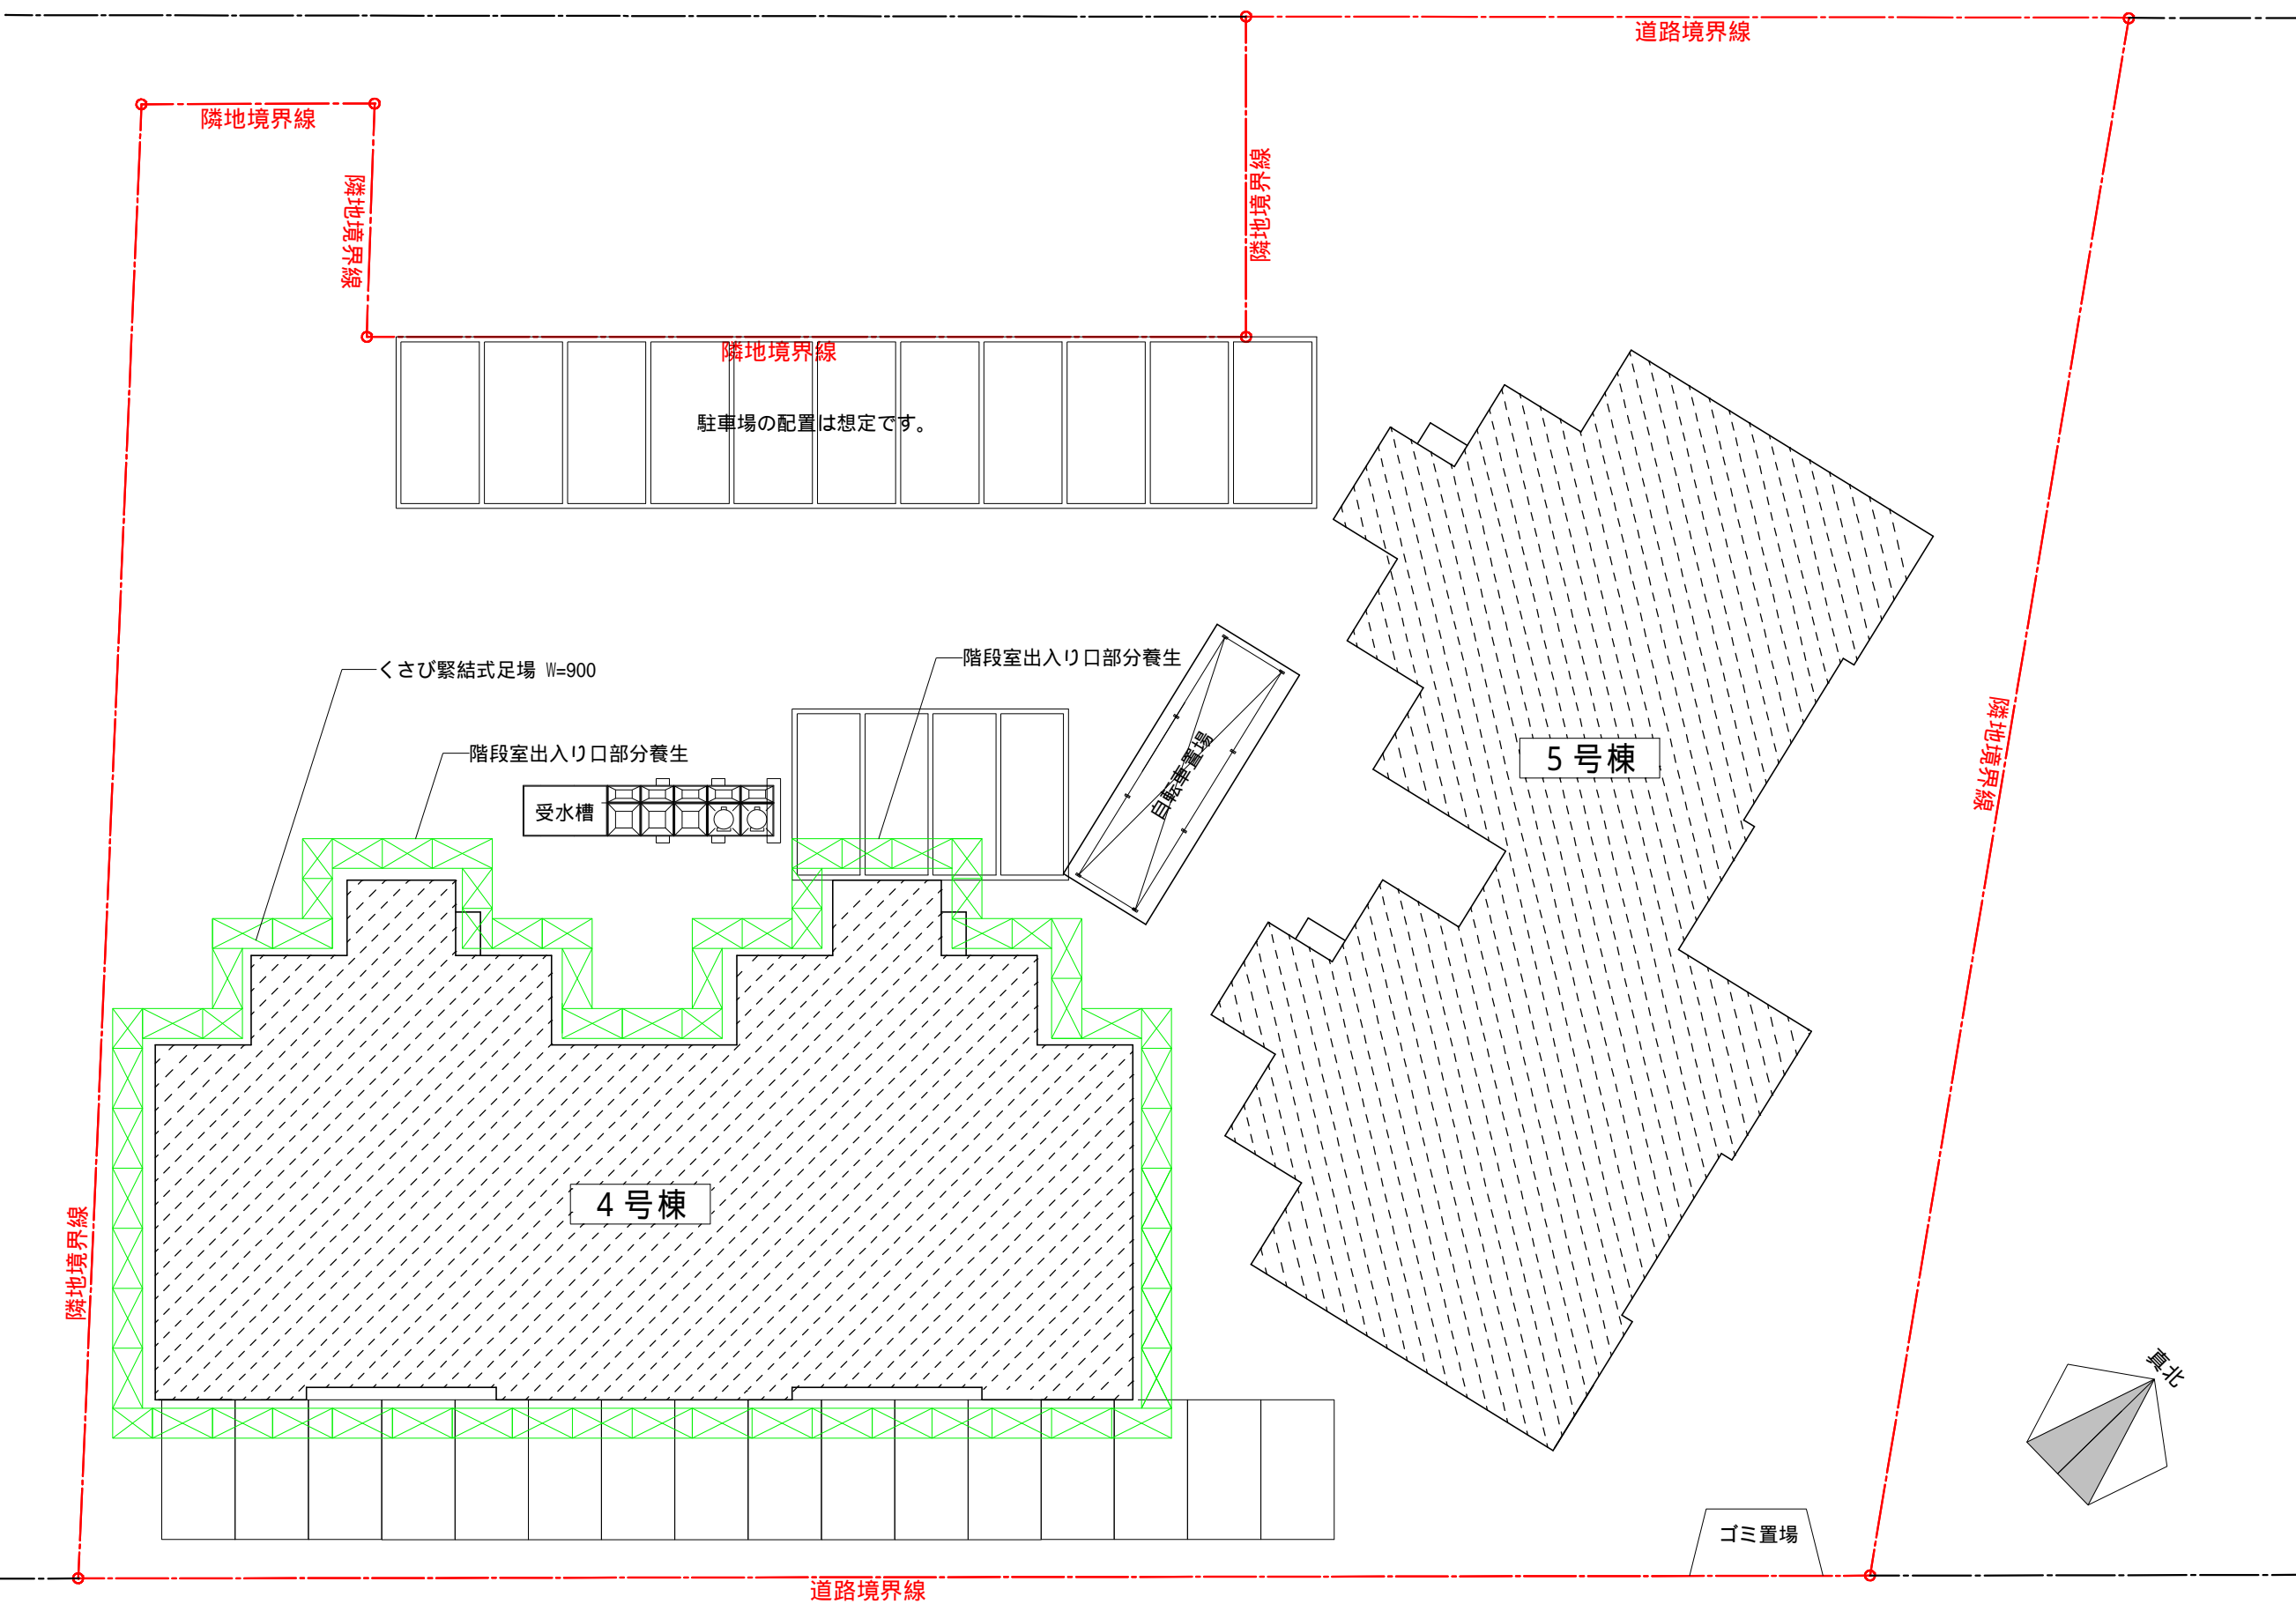 道路境界線
隣地境界線
隣地境界線
隣地境界線
隣地境界線
駐車場の配置は想定です。
くさび緊結式足場 W=900
階段室出入り口部分養生
階段室出入り口部分養生
受水槽
自転車置場
5号棟
隣地境界線
4号棟
隣地境界線
真北
ゴミ置場
道路境界線